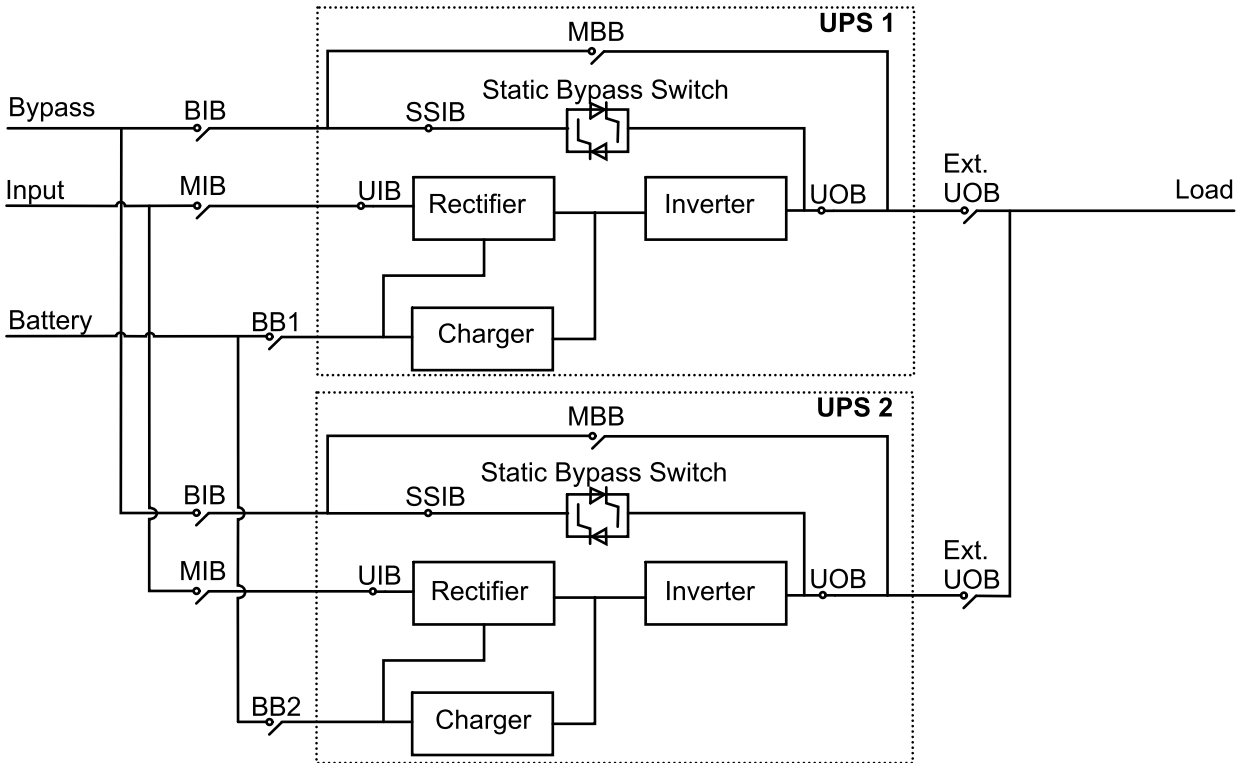 UPS 1
MBB
Static Bypass Switch
Bypass
BIB
SSIB
Input
MIB
UIB
Rectifier
Inverter
UOB
Ext.
UOB
Load
Battery
BB1
Charger
UPS 2
MBB
Static Bypass Switch
BIB
SSIB
MIB
UIB
Rectifier
Inverter
UOB
Ext.
UOB
BB2
Charger